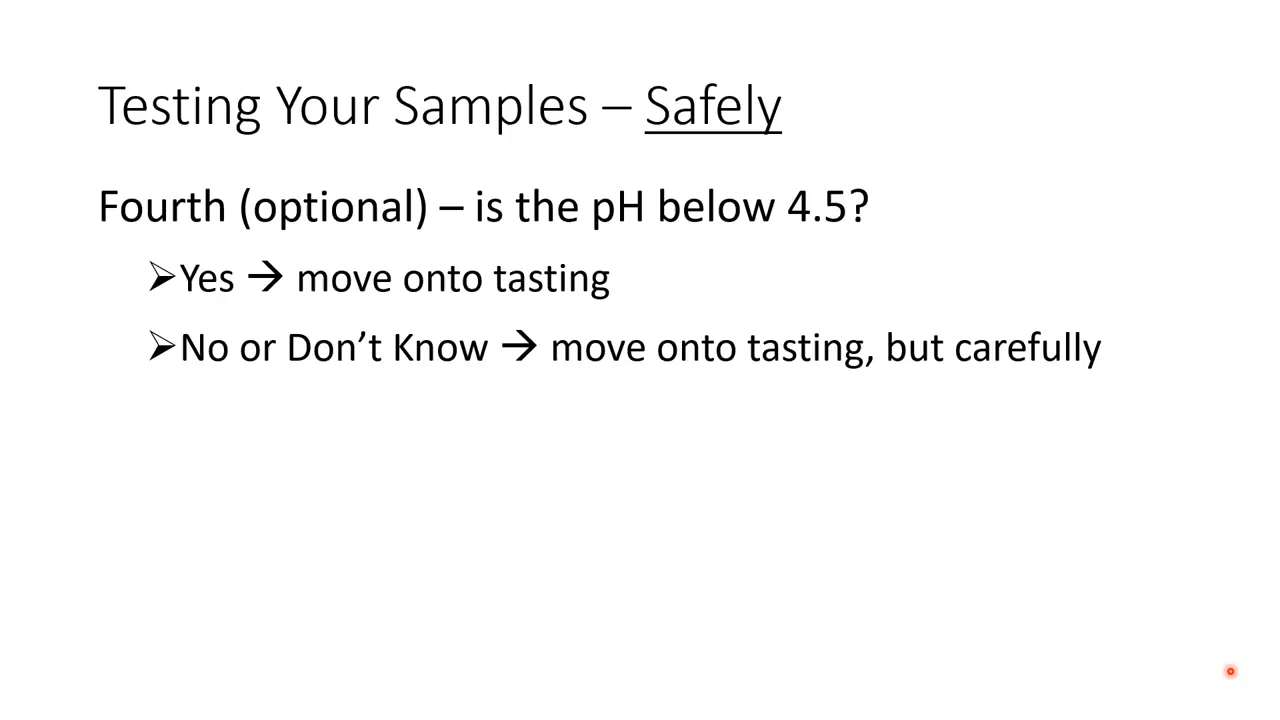 Testing Your Samples – Safely
Fourth (optional) – is the pH below 4.5?
➢Yes → move onto tasting
➢No or Don’t Know → move onto tasting, but carefully